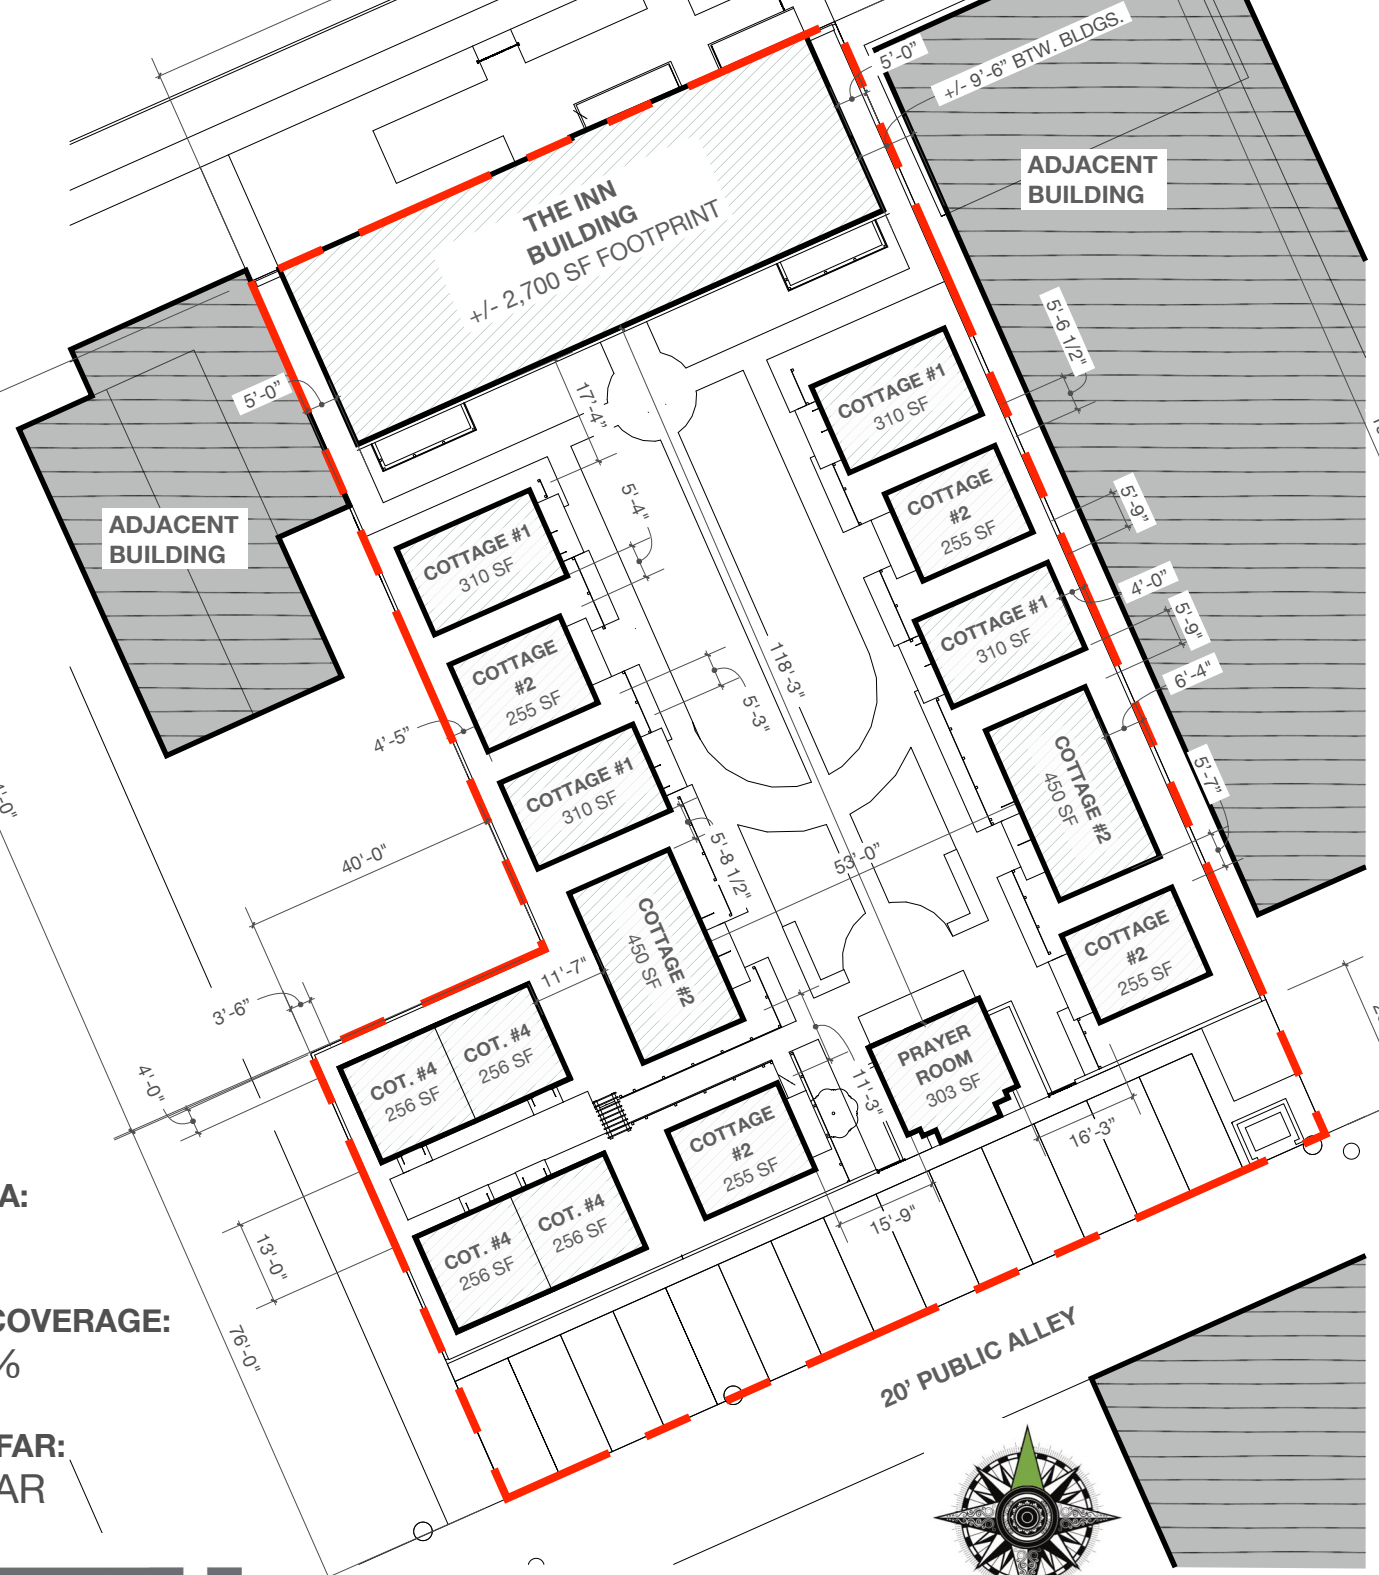 5'-0"
+/- 9'-6" BTW. BLDGS.
ADJACENT
BUILDING
THE INN
BUILDING
+/- 2,700 SF FOOTPRINT
5'-6 1/2"
5'-0"
17'-4"
COTTAGE #1
310 SF
COTTAGE
#2
255 SF
5'-9"
5'-4"
ADJACENT
BUILDING
COTTAGE #1
310 SF
4'-0"
5'-9"
COTTAGE #1
310 SF
6'-4"
COTTAGE
#2
255 SF
118'-3"
5'-3"
4'-5"
COTTAGE #2
450 SF
5'-7"
COTTAGE #1
310 SF
40'-0"
5'-8 1/2"
53'-0"
COTTAGE #2
450 SF
COTTAGE
#2
255 SF
11'-7"
3'-6"
4'-0"
COT. #4
256 SF
COT. #4
256 SF
PRAYER
ROOM
303 SF
11'-3"
16'-3"
COTTAGE
#2
255 SF
A:
COT. #4
256 SF
COT. #4
256 SF
15'-9"
13'-0"
COVERAGE:
%
76'-0"
20' PUBLIC ALLEY
FAR:
AR